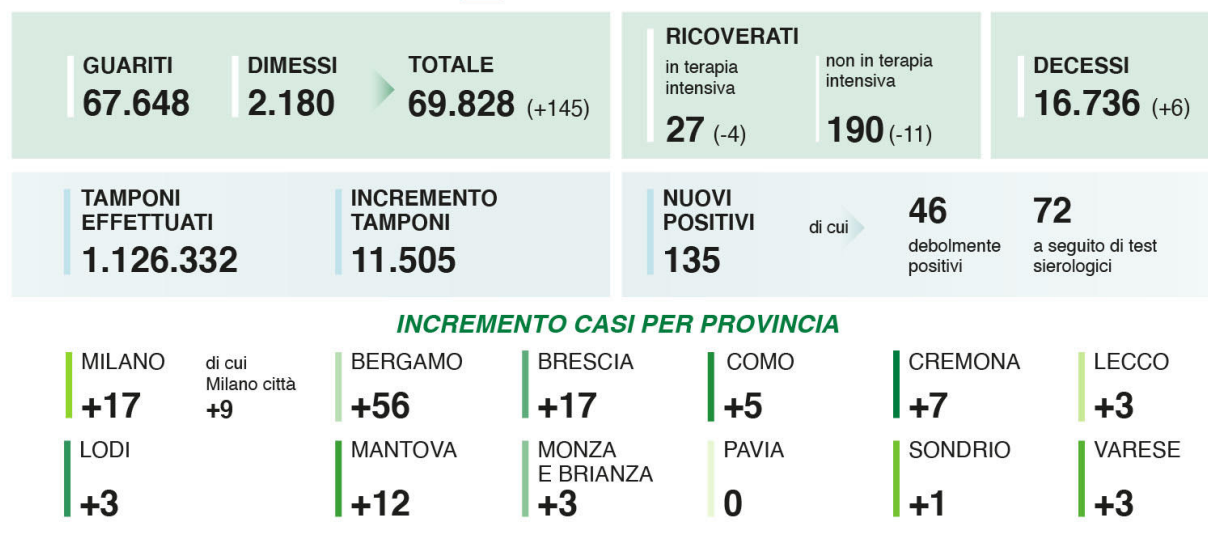 GUARITI
67.648
DIMESSI
2.180
TOTALE
69.828 (+145)
RICOVERATI
in terapia
intensiva
27 (-4)
non in terapia
intensiva
190 (-11)
DECESSI
16.736 (+6)
TAMPONI
EFFETTUATI
1.126.332
INCREMENTO
TAMPONI
11.505
NUOVI
POSITIVI
135
di cui
46
debolmente
positivi
72
a seguito di test
sierologici
INCREMENTO CASI PER PROVINCIA
MILANO
+17
di cui
Milano città
+9
BERGAMO
+56
BRESCIA
+17
COMO
+5
CREMONA
+7
LECCO
+3
LODI
+3
MANTOVA
+12
MONZA
E BRIANZA
+3
PAVIA
0
SONDRIO
+1
VARESE
+3